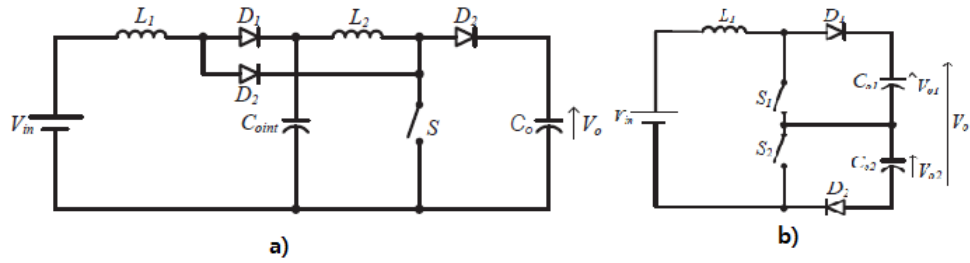 L1 D1 L2 D2
D2
Vin Coint S Co Vo
a)
L1 D1
Co1 Vo1
S1
Vin Vo
S2
Co2 Vo2
D2
b)